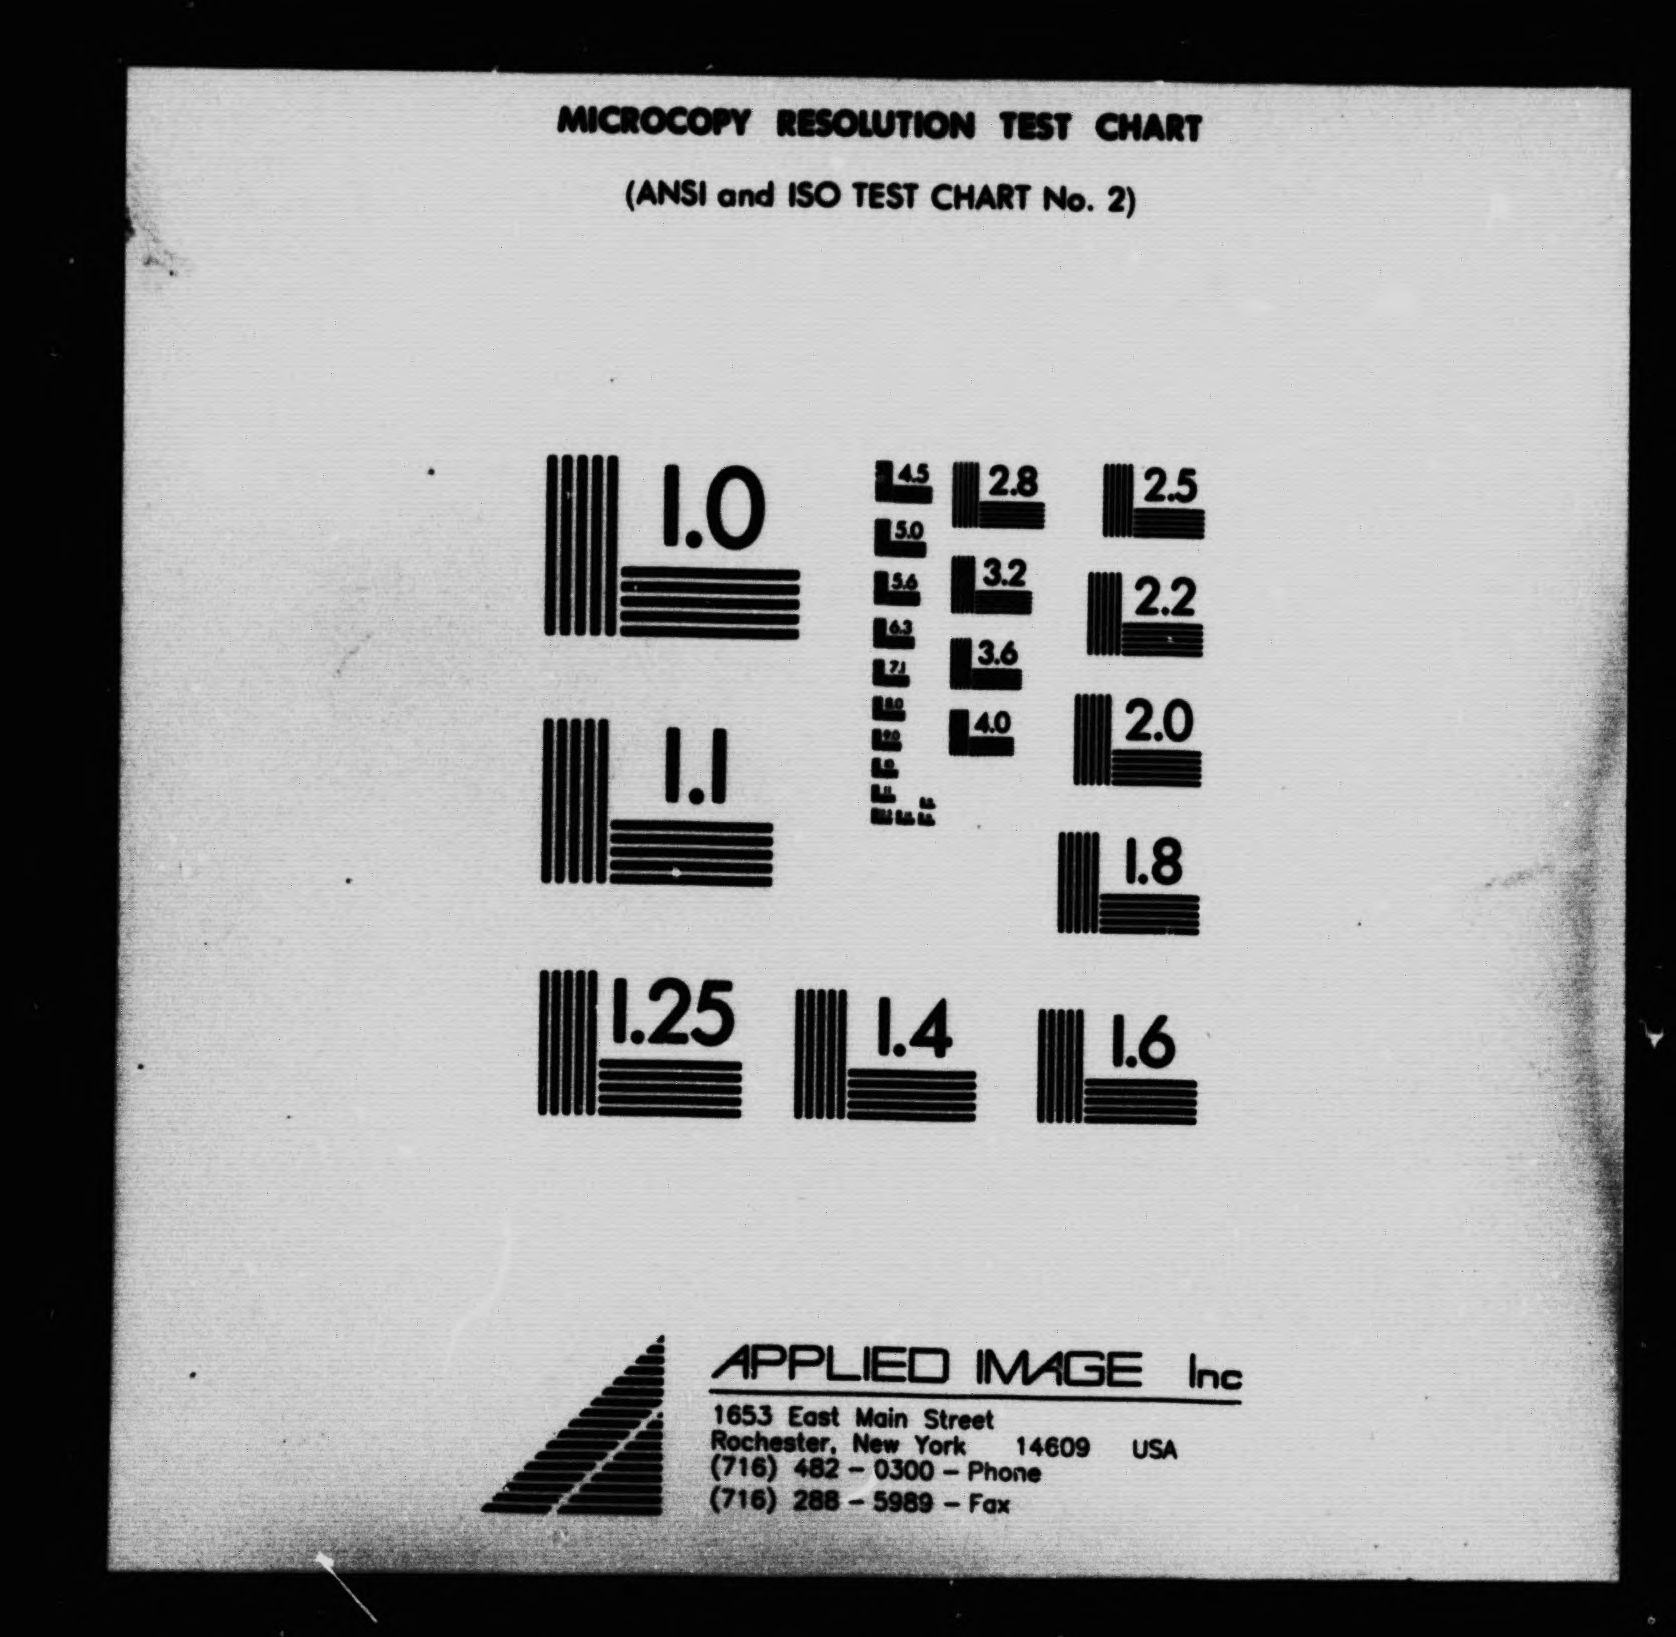 MICROCOPY RESOLUTION TEST CHART
(ANSI and ISO TEST CHART No. 2)
1.0
1.1
1.25
1.4
1.6
1.8
2.0
2.2
2.5
2.8
3.2
3.6
4.0
4.5
5.0
5.6
6.3
7.1
8.0
9.0
APPLIED IMAGE Inc
1653 East Main Street
Rochester, New York 14609 USA
(716) 482 - 0300 - Phone
(716) 288 - 5989 - Fax